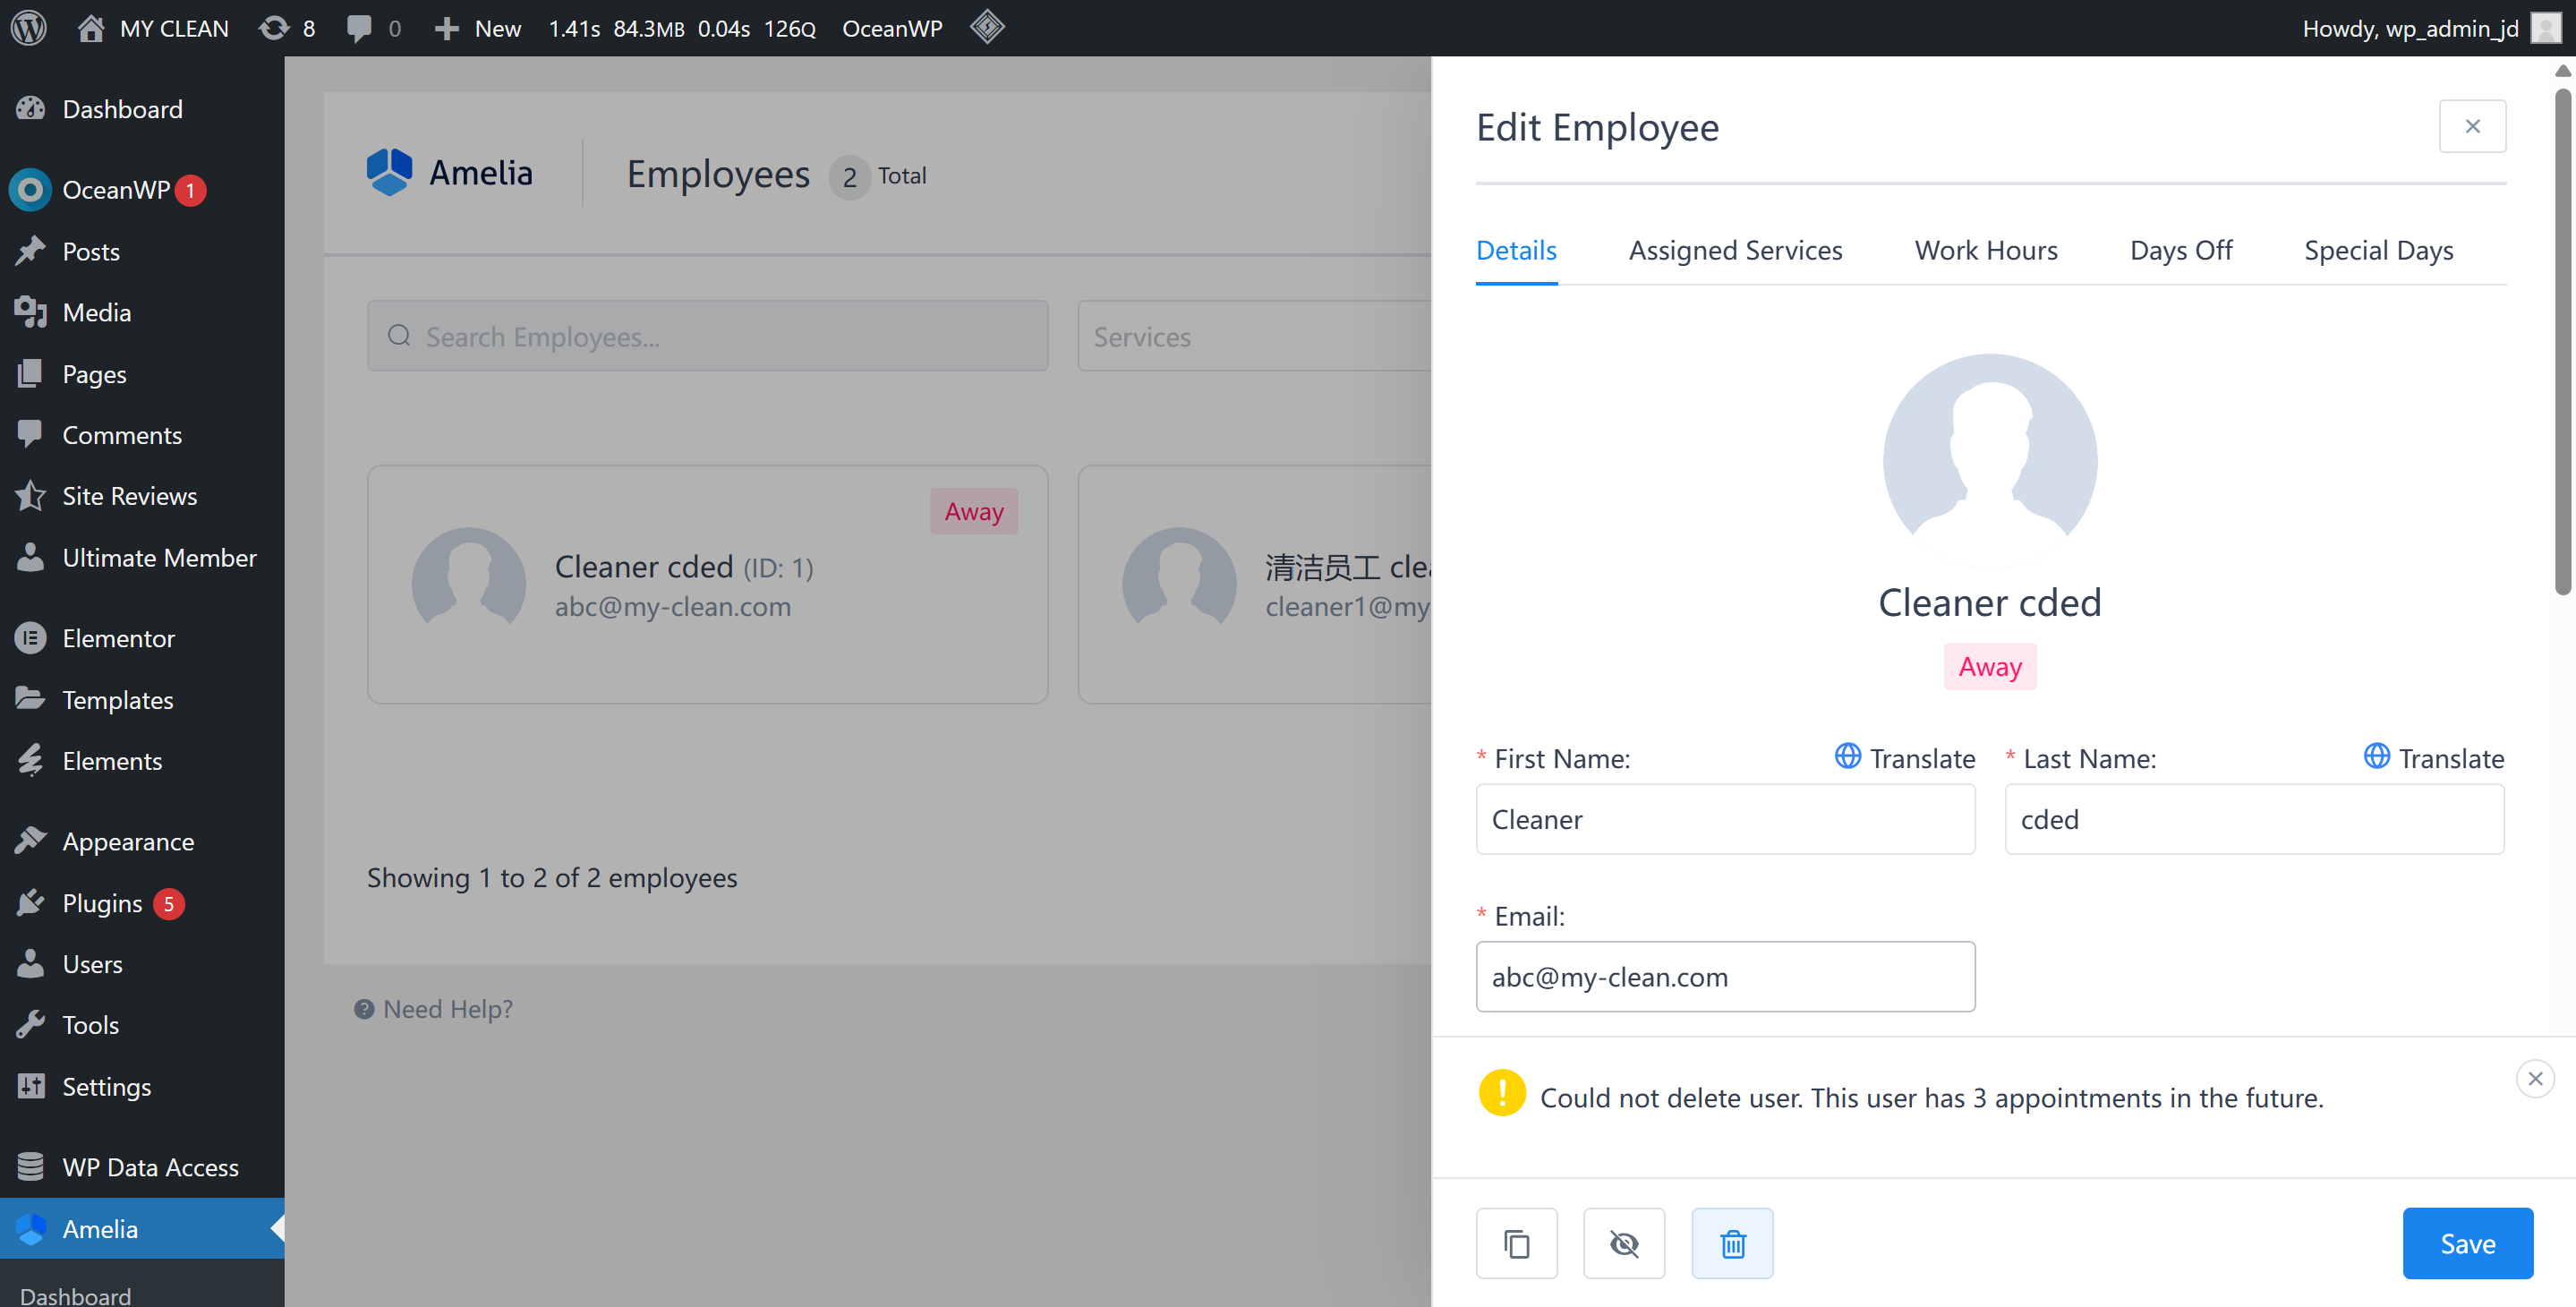 MY CLEAN 8 0 New 1.41s 84.3MB 0.04s 126Q OceanWP Howdy, wp_admin_jd
Dashboard
OceanWP 1
Posts
Media
Pages
Comments
Site Reviews
Ultimate Member
Elementor
Templates
Elements
Appearance
Plugins 5
Users
Tools
Settings
WP Data Access
Amelia
Dashboard
Amelia Employees 2 Total
Search Employees... Services
Away
Cleaner cded (ID: 1)
abc@my-clean.com
清洁员工 cle
cleaner1@my
Showing 1 to 2 of 2 employees
Need Help?
Edit Employee
Details Assigned Services Work Hours Days Off Special Days
Cleaner cded
Away
* First Name: Translate * Last Name: Translate
Cleaner cded
* Email:
abc@my-clean.com
Could not delete user. This user has 3 appointments in the future.
Save